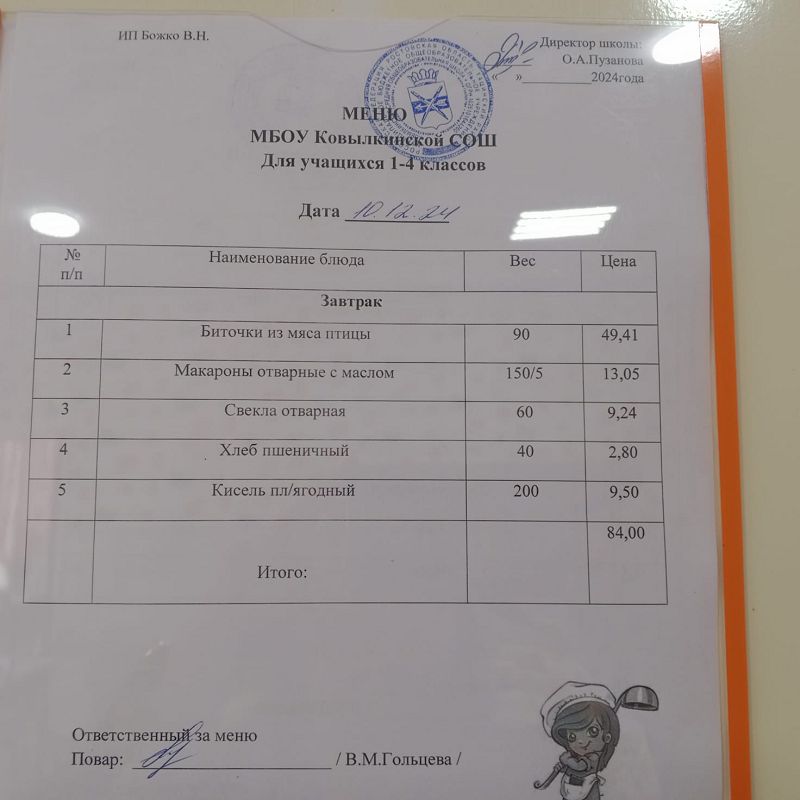 ИП Божко В.Н.
Директор школы:
О.А.Пузанова
« »__________2024года
МЕНЮ
МБОУ Ковылкинской СОШ
Для учащихся 1-4 классов
Дата 10.12.24
№ п/п Наименование блюда Вес Цена
Завтрак
1 Биточки из мяса птицы 90 49,41
2 Макароны отварные с маслом 150/5 13,05
3 Свекла отварная 60 9,24
4 Хлеб пшеничный 40 2,80
5 Кисель пл/ягодный 200 9,50
84,00
Итого:
Ответственный за меню
Повар: ____________________ / В.М.Гольцева /